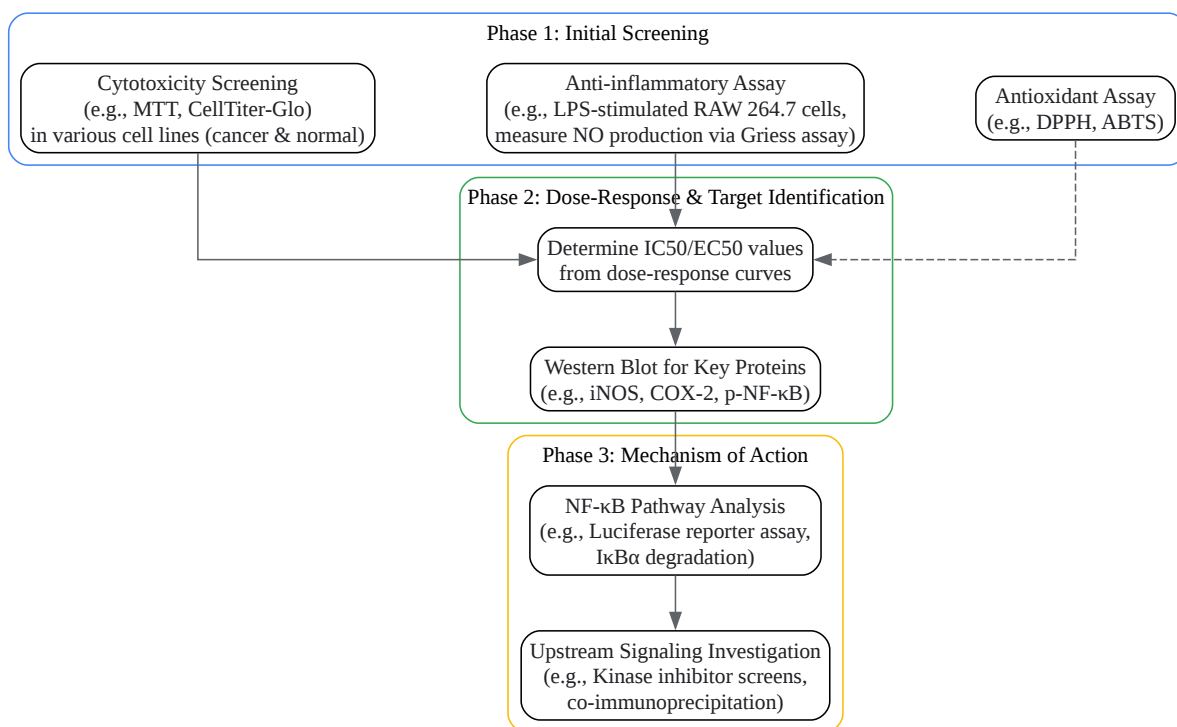 Phase 1: Initial Screening
Cytotoxicity Screening
(e.g., MTT, CellTiter-Glo)
in various cell lines (cancer & normal)
Anti-inflammatory Assay
(e.g., LPS-stimulated RAW 264.7 cells,
measure NO production via Griess assay)
Antioxidant Assay
(e.g., DPPH, ABTS)
Phase 2: Dose-Response & Target Identification
Determine IC50/EC50 values
from dose-response curves
Western Blot for Key Proteins
(e.g., iNOS, COX-2, p-NF-κB)
Phase 3: Mechanism of Action
NF-κB Pathway Analysis
(e.g., Luciferase reporter assay,
IκBα degradation)
Upstream Signaling Investigation
(e.g., Kinase inhibitor screens,
co-immunoprecipitation)